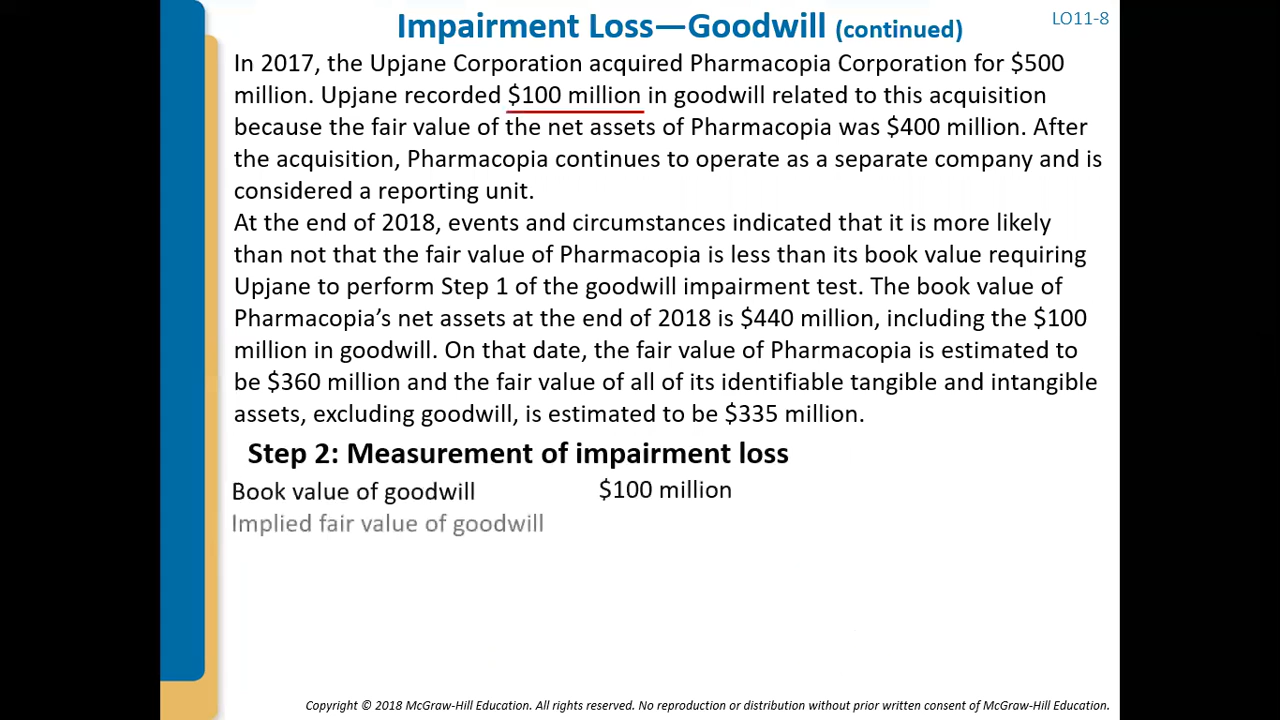 Impairment Loss—Goodwill (continued)
LO11-8
In 2017, the Upjane Corporation acquired Pharmacopia Corporation for $500
million. Upjane recorded $100 million in goodwill related to this acquisition
because the fair value of the net assets of Pharmacopia was $400 million. After
the acquisition, Pharmacopia continues to operate as a separate company and is
considered a reporting unit.
At the end of 2018, events and circumstances indicated that it is more likely
than not that the fair value of Pharmacopia is less than its book value requiring
Upjane to perform Step 1 of the goodwill impairment test. The book value of
Pharmacopia’s net assets at the end of 2018 is $440 million, including the $100
million in goodwill. On that date, the fair value of Pharmacopia is estimated to
be $360 million and the fair value of all of its identifiable tangible and intangible
assets, excluding goodwill, is estimated to be $335 million.
Step 2: Measurement of impairment loss
Book value of goodwill $100 million
Implied fair value of goodwill
Copyright © 2018 McGraw-Hill Education. All rights reserved. No reproduction or distribution without prior written consent of McGraw-Hill Education.